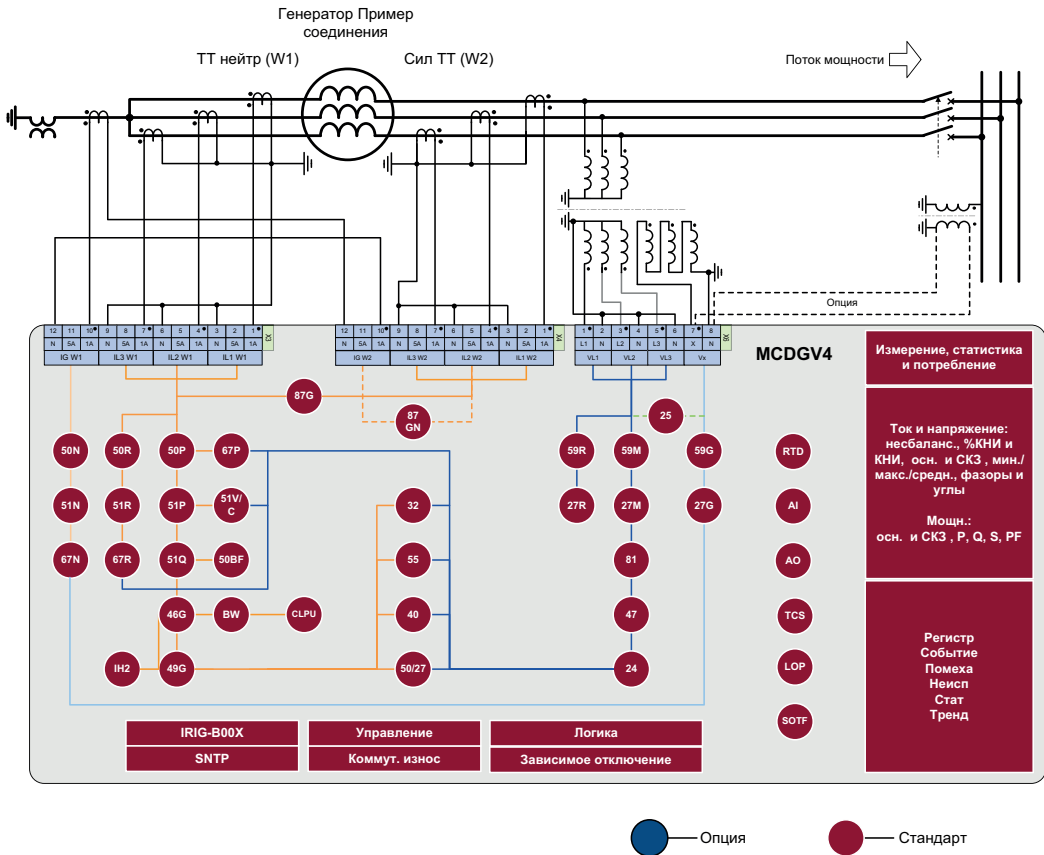 Генератор Пример
соединения
ТТ нейтр (W1)
Сил ТТ (W2)
Поток мощности
Опция
12 11 10 9 8 7 6 5 4 3 2 1
N 5A 1A N 5A 1A N 5A 1A N 5A 1A
IG W1 IL3 W1 IL2 W1 IL1 W1
X3
12 11 10 9 8 7 6 5 4 3 2 1
N 5A 1A N 5A 1A N 5A 1A N 5A 1A
IG W2 IL3 W2 IL2 W2 IL1 W2
X4
1 2 3 4 5 6 7 8
L1 N L2 N L3 N X N
VL1 VL2 VL3 Vx
X6
MCDGV4
Измерение, статистика
и потребление
Ток и напряжение:
несбаланс., %КНИ и
КНИ, осн. и СКЗ , мин./
макс./средн., фазоры и
углы
Мощн.:
осн. и СКЗ , P, Q, S, PF
Регистр
Событие
Помеха
Неисп
Стат
Тренд
87G
87
GN
25
50N 50R 50P 67P 59R 59M 59G RTD
51N 51R 51P 51V/
C
32 27R 27M 27G AI
67N 67R 51Q 50BF 55 81 AO
46G BW CLPU 40 47 TCS
IH2 49G 50/27 24 LOP
SOTF
IRIG-B00X Управление Логика
SNTP Коммут. износ Зависимое отключение
Опция Стандарт